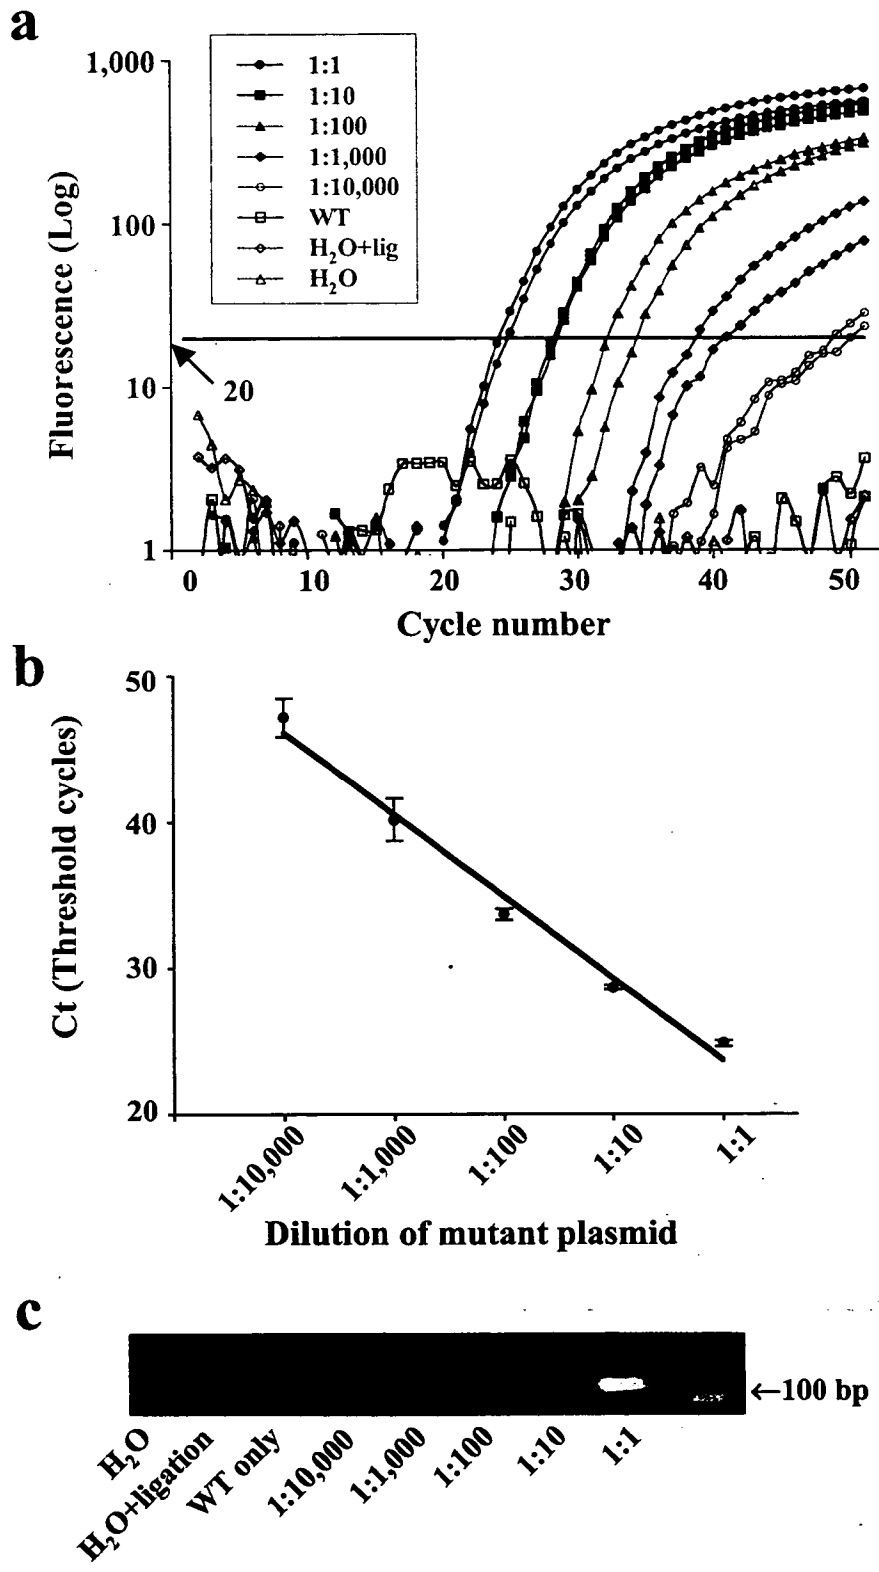 a
1,000
100
10
1
Fluorescence (Log)
1:1
1:10
1:100
1:1,000
1:10,000
WT
H₂O+lig
H₂O
20
0 10 20 30 40 50
Cycle number
b
50
40
30
20
Ct (Threshold cycles)
1:10,000
1:1,000
1:100
1:10
1:1
Dilution of mutant plasmid
c
←100 bp
H₂O
H₂O+ligation
WT only
1:10,000
1:1,000
1:100
1:10
1:1